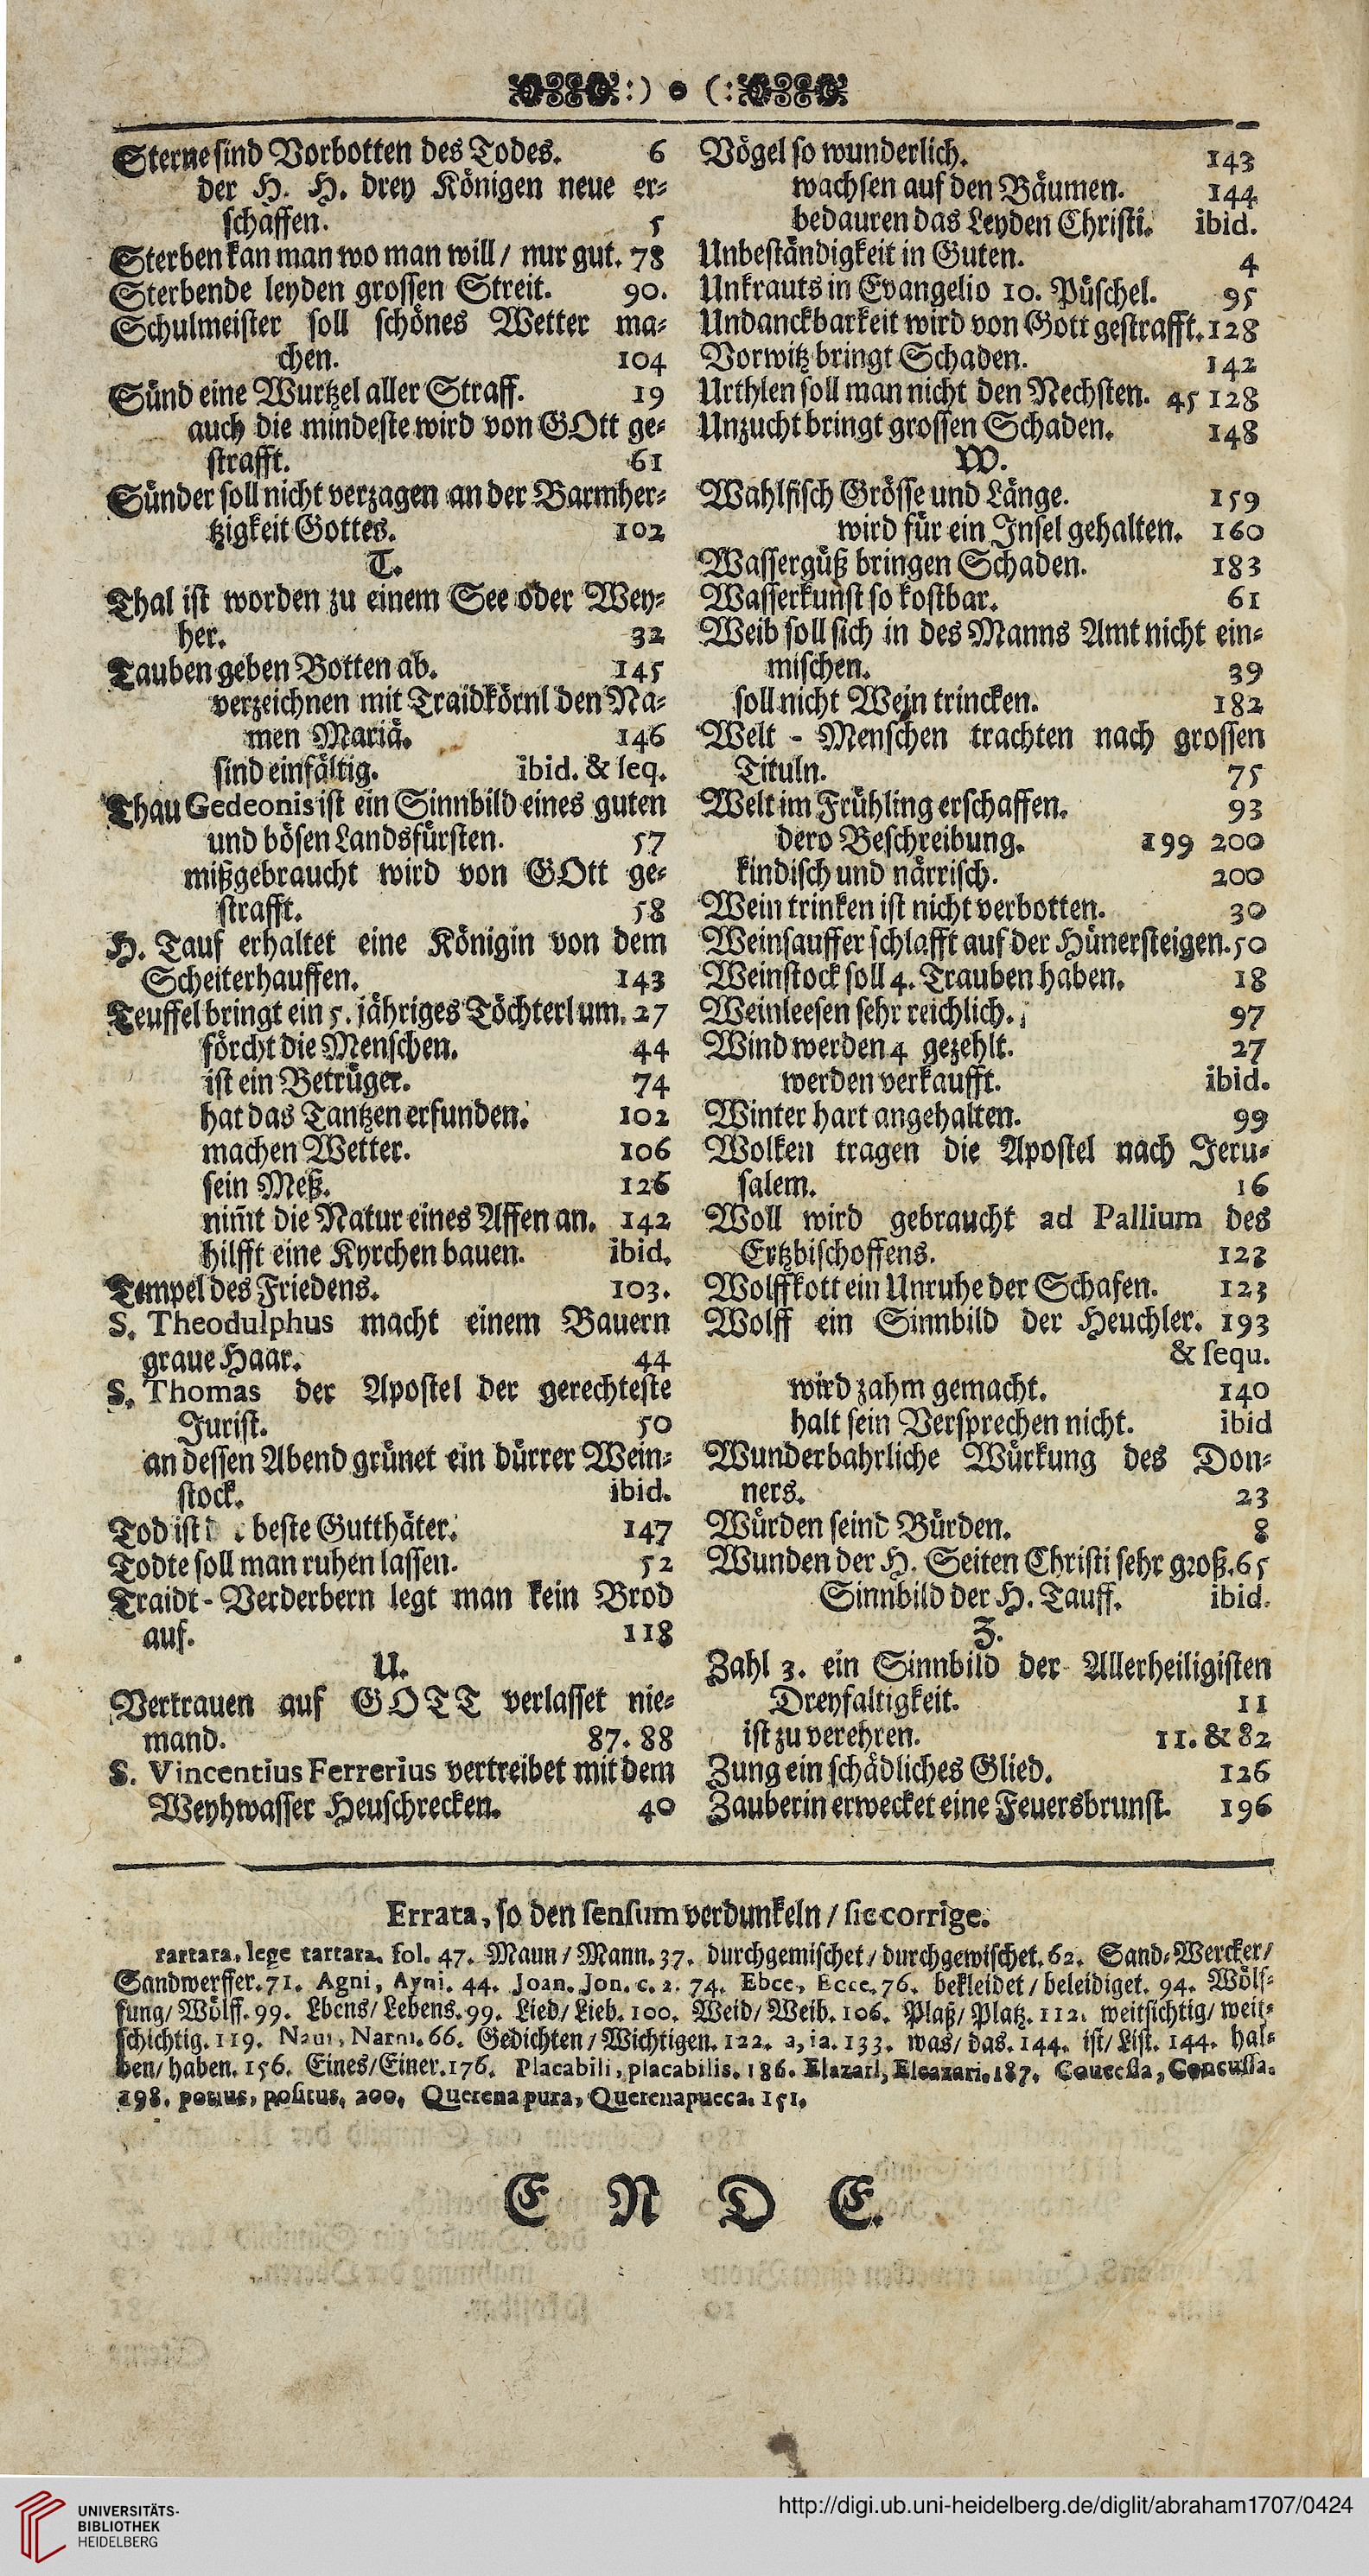 :) ● (:
Sterne sind Vorbotten des Todes. 6
der H. H. drey Königen neue er⸗
schaffen. 5
Sterben kan man wo man will / nur gut. 78
Sterbende leyden grossen Streit. 90.
Schulmeister soll schönes Wetter ma⸗
chen. 104
Sünd eine Wurtzel aller Straff. 19
auch die mindeste wird von GOtt ge⸗
strafft. 61
Sünder soll nicht verzagen an der Barmher⸗
tzigkeit Gottes. 102
T.
Thal ist worden zu einem See oder Wey⸗
her. 32
Tauben geben Botten ab. 145
verzeichnen mit Traidkörnl den Na⸗
men Mariä. 146
sind einfältig. ibid. & seq.
Thau Gedeonis ist ein Sinnbild eines guten
und bösen Landsfürsten. 57
mißgebraucht wird von GOtt ge⸗
strafft. 58
H. Tauf erhaltet eine Königin von dem
Scheiterhauffen. 143
Teuffel bringt ein 5. jähriges Töchterl um. 27
förcht die Menschen. 44
ist ein Betrüger. 74
hat das Tantzen erfunden. 102
machen Wetter. 106
sein Meß. 126
nim̄t die Natur eines Affen an. 142
hilfft eine Kyrchen bauen. ibid.
Tempel des Friedens. 103.
S. Theodulphus macht einem Bauern
graue Haar. 44
S. Thomas der Apostel der gerechteste
Jurist. 50
an dessen Abend grünet ein dürrer Wein⸗
stock. ibid.
Tod ist beste Gutthäter. 147
Todte soll man ruhen lassen. 52
Traidt - Verderbern legt man kein Brod
auf. 118
U.
Vertrauen auf GOTT verlasset nie⸗
mand. 87. 88
S. Vincentius Ferrerius vertreibet mit dem
Weyhwasser Heuschrecken. 40
Vögel so wunderlich. 143
wachsen auf den Bäumen. 144
bedauren das Leyden Christi. ibid.
Unbeständigkeit in Guten. 4
Unkrauts in Evangelio 10. Püschel. 95
Undanckbarkeit wird von Gott gestrafft. 128
Vorwitz bringt Schaden. 142
Urthlen soll man nicht den Nechsten. 45 128
Unzucht bringt grossen Schaden. 148
W.
Wahlfisch Grösse und Länge. 159
wird für ein Insel gehalten. 160
Wassergüß bringen Schaden. 183
Wasserkunst so kostbar. 61
Weib soll sich in des Manns Amt nicht ein⸗
mischen. 39
soll nicht Wein trincken. 182
Welt - Menschen trachten nach grossen
Tituln. 75
Welt im Frühling erschaffen. 93
dero Beschreibung. 199 200
kindisch und närrisch. 200
Wein trinken ist nicht verbotten. 30
Weinsauffer schlafft auf der Hünersteigen. 50
Weinstock soll 4. Trauben haben. 18
Weinleesen sehr reichlich. 97
Wind werden 4 gezehlt. 27
werden verkaufft. ibid.
Winter hart angehalten. 99
Wolken tragen die Apostel nach Jeru⸗
salem. 16
Woll wird gebraucht ad Pallium des
Ertzbischoffens. 123
Wolffkott ein Unruhe der Schafen. 123
Wolff ein Sinnbild der Heuchler. 193
& sequ.
wird zahm gemacht. 140
halt sein Versprechen nicht. ibid
Wunderbahrliche Würkung des Don⸗
ners. 23
Würden seind Bürden. 8
Wunden der H. Seiten Christi sehr groß. 65
Sinnbild der H. Tauff. ibid.
Z.
Zahl 3. ein Sinnbild der Allerheiligisten
Dreyfaltigkeit. 11
ist zu verehren. 11. & 82
Zung ein schädliches Glied. 126
Zauberin erwecket eine Feuersbrunst. 196
Errata, so den sensum verdunkeln / sic corrige.
rartara, lege tartara. fol. 47. Maun / Mann. 37. durchgemischet / durchgewischet. 62. Sand⸗Wercker /
Sandwerffer. 71. Agni, Ayni. 44. Joan. Jon. c. 2. 74. Ebce, Ecce. 76. bekleidet / beleidiget. 94. Wölf⸗
fung / Wölff. 99. Lbens / Lebens. 99. Lied / Lieb. 100. Weid / Weib. 106. Plaß / Platz. 112. weitsichtig / weit⸗
schichtig. 119. Narni. 66. Gedichten / Wichtigen. 122. a, ia. 133. was / das. 144. ist / List. 144. hal⸗
ben / haben. 156. Eines / Einer. 176. Placabili, placabilis. 186. Elazari, Eleazari. 187. Concussa.
198. positus. 200. Querena pura, Querenapucca. 151.
E N D E.
UNIVERSITÄTS-
BIBLIOTHEK
HEIDELBERG
http://digi.ub.uni-heidelberg.de/diglit/abraham1707/0424